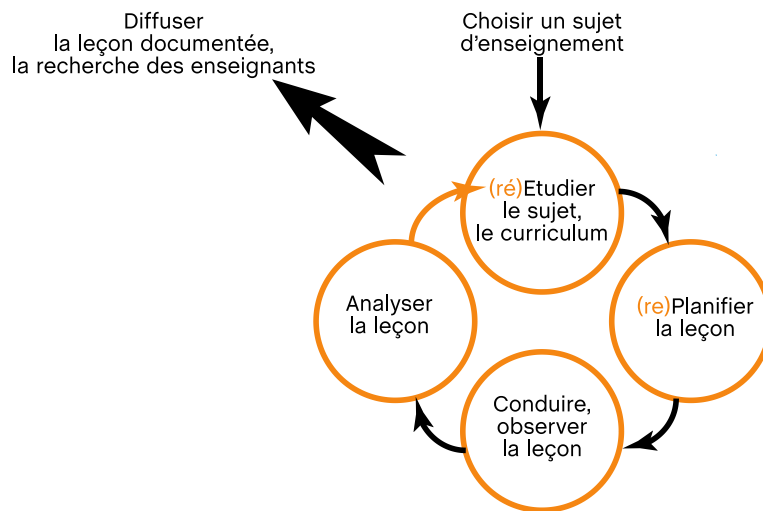 Diffuser
la leçon documentée,
la recherche des enseignants
Choisir un sujet
d'enseignement
(ré)Etudier
le sujet,
le curriculum
(re)Planifier
la leçon
Conduire,
observer
la leçon
Analyser
la leçon